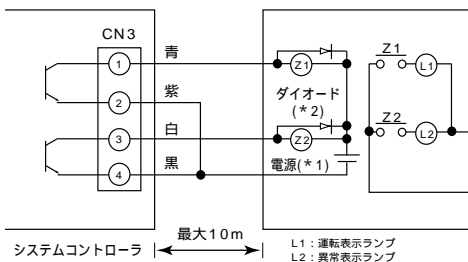 CN3
青
1
Z1
Z1
L1
紫
ダイオード
(*2)
2
白
Z2
3
Z2
L2
黒
電源(*1)
4
最大10m
システムコントローラ
L1：運転表示ランプ
L2：異常表示ランプ